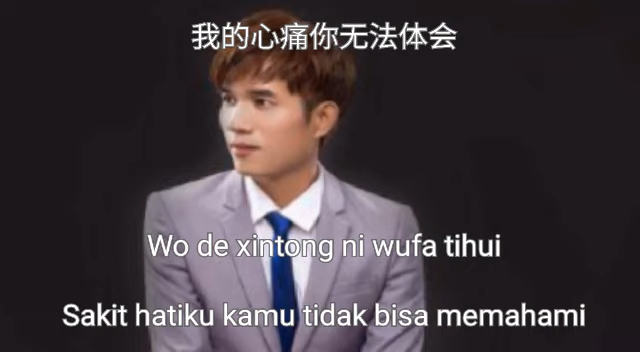 我的心痛你无法体会
Wo de xintong ni wufa tihui
Sakit hatiku kamu tidak bisa memahami